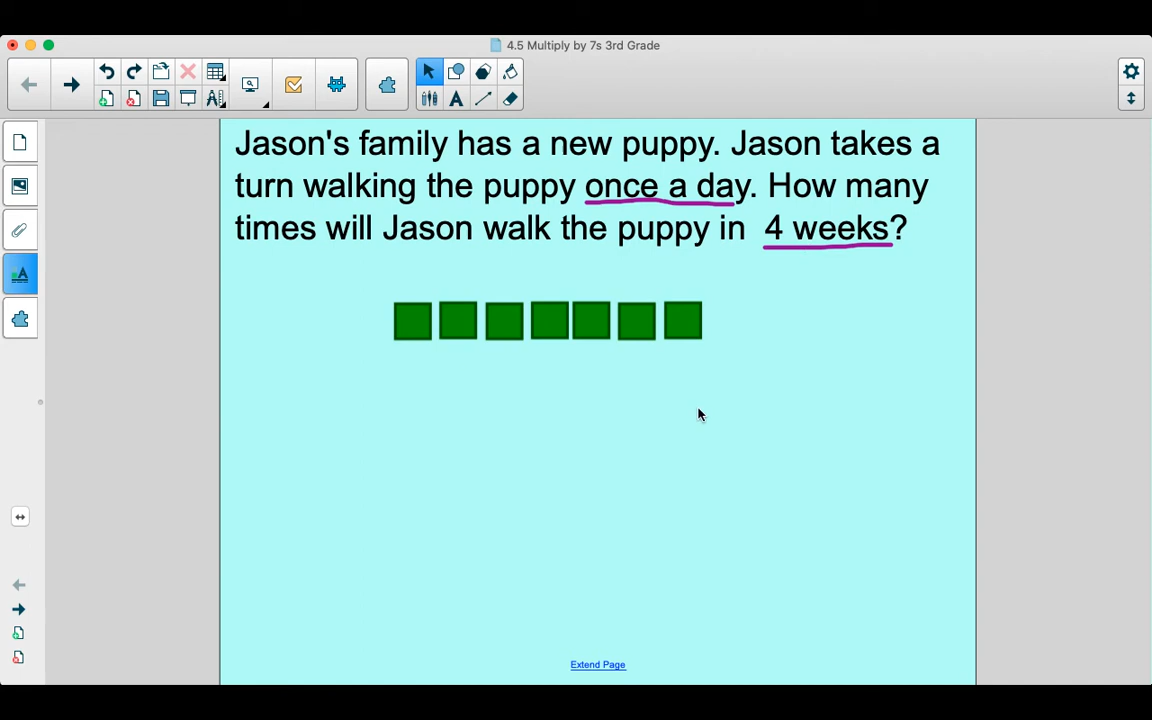 4.5 Multiply by 7s 3rd Grade
Jason's family has a new puppy. Jason takes a
turn walking the puppy once a day. How many
times will Jason walk the puppy in 4 weeks?
Extend Page